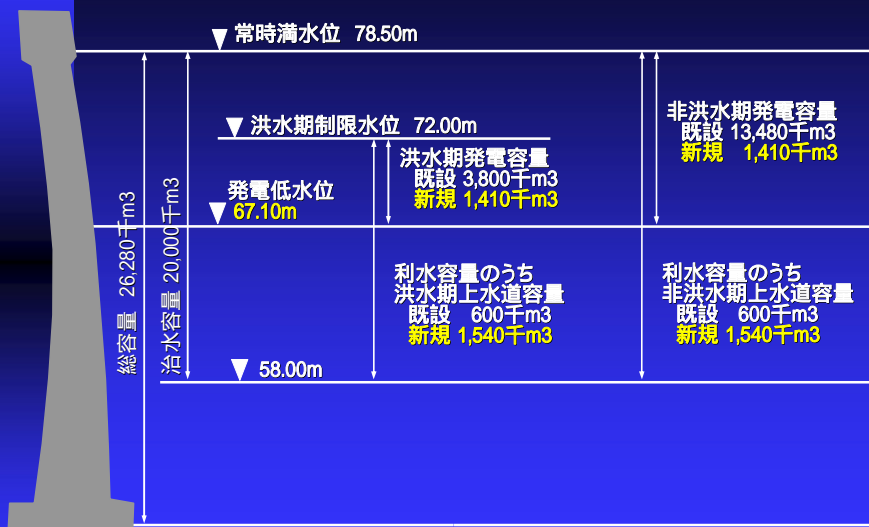 常時満水位 78.50m
洪水期制限水位 72.00m
非洪水期発電容量
既設 13,480千m3
新規 1,410千m3
洪水期発電容量
既設 3,800千m3
新規 1,410千m3
発電低水位
67.10m
総容量 26,280千m3
治水容量 20,000千m3
利水容量のうち
洪水期上水道容量
既設 600千m3
新規 1,540千m3
利水容量のうち
非洪水期上水道容量
既設 600千m3
新規 1,540千m3
58.00m